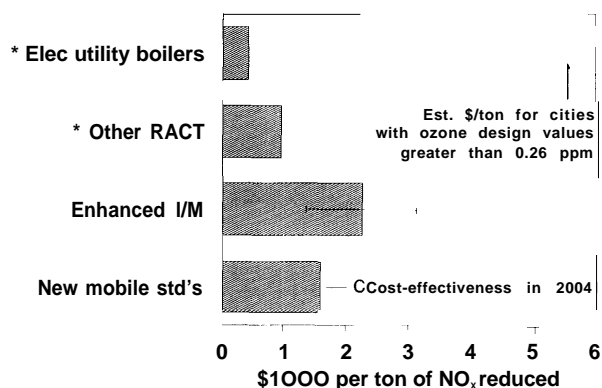 * Elec utility boilers
Est. $/ton for cities
with ozone design values
greater than 0.26 ppm
* Other RACT
Enhanced I/M
New mobile std's
CCost-effectiveness in 2004
0 1 2 3 4 5 6
$1000 per ton of NOx reduced